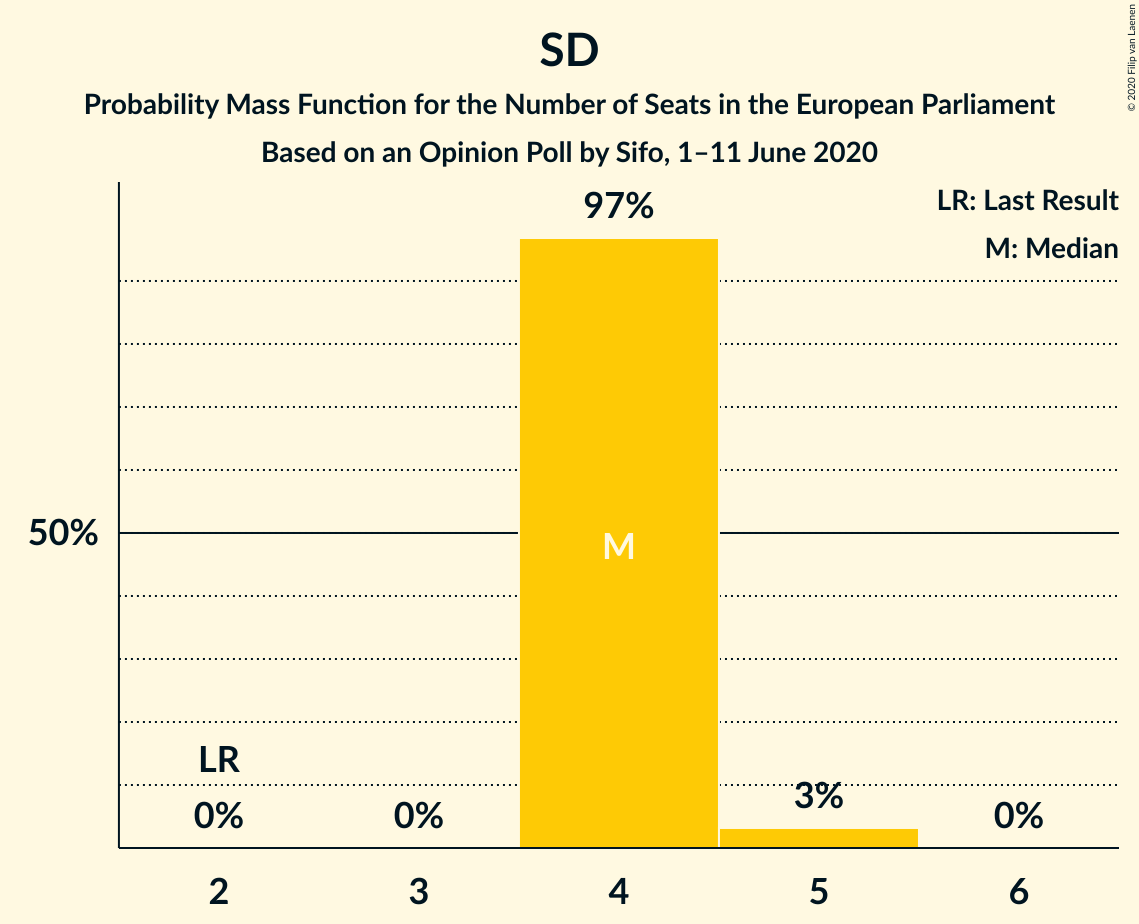 SD
Probability Mass Function for the Number of Seats in the European Parliament
Based on an Opinion Poll by Sifo, 1–11 June 2020
© 2020 Filip van Laenen
LR: Last Result
M: Median
97%
50%
M
LR
0%
0%
3%
0%
2
3
4
5
6